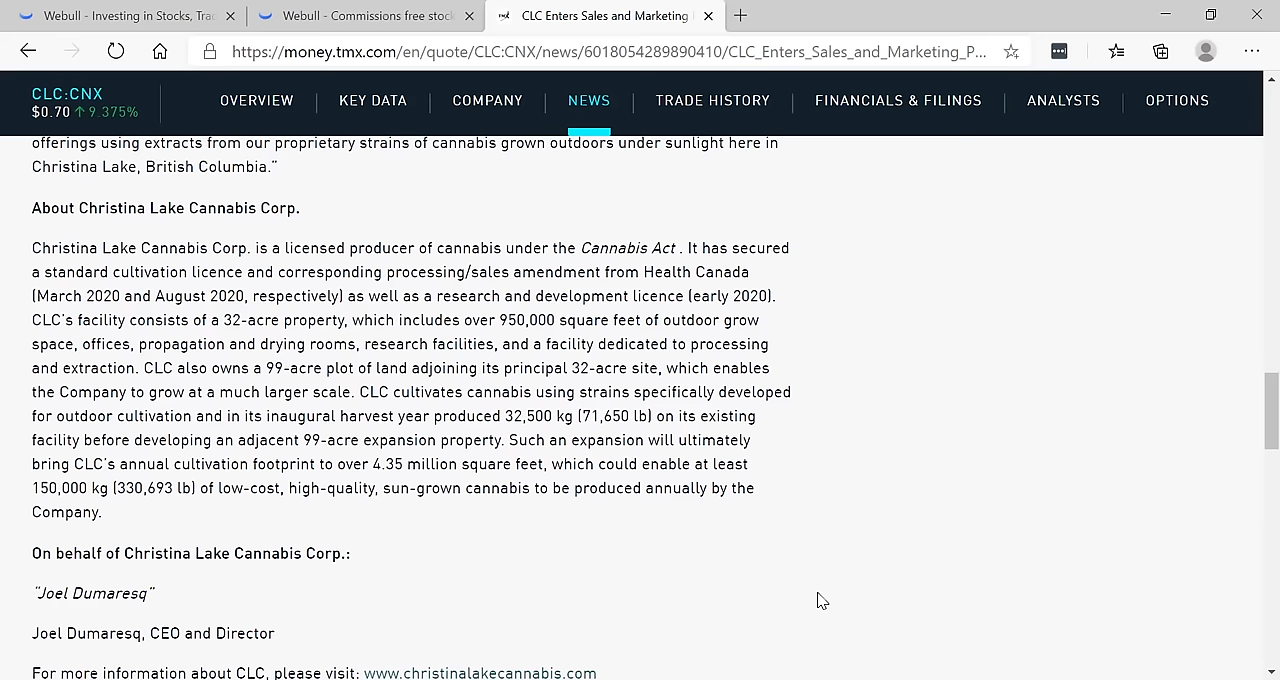 Webull - Investing in Stocks, Tra
Webull - Commissions free stock
CLC Enters Sales and Marketing
https://money.tmx.com/en/quote/CLC:CNX/news/6018054289890410/CLC_Enters_Sales_and_Marketing_P...
CLC:CNX
$0.70 ↑ 9.375%
OVERVIEW
KEY DATA
COMPANY
NEWS
TRADE HISTORY
FINANCIALS & FILINGS
ANALYSTS
OPTIONS
offerings using extracts from our proprietary strains of cannabis grown outdoors under sunlight here in
Christina Lake, British Columbia."
About Christina Lake Cannabis Corp.
Christina Lake Cannabis Corp. is a licensed producer of cannabis under the Cannabis Act . It has secured
a standard cultivation licence and corresponding processing/sales amendment from Health Canada
(March 2020 and August 2020, respectively) as well as a research and development licence (early 2020).
CLC's facility consists of a 32-acre property, which includes over 950,000 square feet of outdoor grow
space, offices, propagation and drying rooms, research facilities, and a facility dedicated to processing
and extraction. CLC also owns a 99-acre plot of land adjoining its principal 32-acre site, which enables
the Company to grow at a much larger scale. CLC cultivates cannabis using strains specifically developed
for outdoor cultivation and in its inaugural harvest year produced 32,500 kg (71,650 lb) on its existing
facility before developing an adjacent 99-acre expansion property. Such an expansion will ultimately
bring CLC's annual cultivation footprint to over 4.35 million square feet, which could enable at least
150,000 kg (330,693 lb) of low-cost, high-quality, sun-grown cannabis to be produced annually by the
Company.
On behalf of Christina Lake Cannabis Corp.:
"Joel Dumaresq"
Joel Dumaresq, CEO and Director
For more information about CLC, please visit: www.christinalakecannabis.com